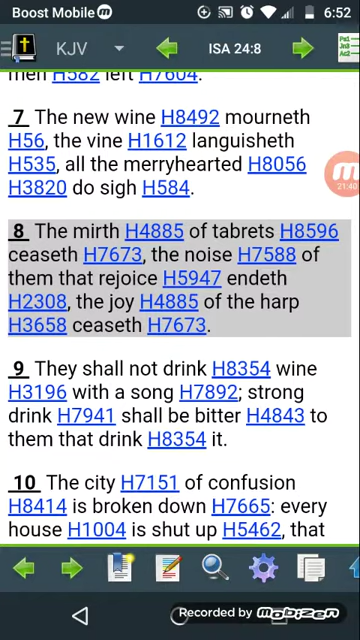 Boost Mobile 6:52
KJV ISA 24:8
then H582 left H7604.
7 The new wine H8492 mourneth
H56, the vine H1612 languisheth
H535, all the merryhearted H8056
H3820 do sigh H584.
21:40
8 The mirth H4885 of tabrets H8596
ceaseth H7673, the noise H7588 of
them that rejoice H5947 endeth
H2308, the joy H4885 of the harp
H3658 ceaseth H7673.
9 They shall not drink H8354 wine
H3196 with a song H7892; strong
drink H7941 shall be bitter H4843 to
them that drink H8354 it.
10 The city H7151 of confusion
H8414 is broken down H7665: every
house H1004 is shut up H5462, that
Recorded by mobizen